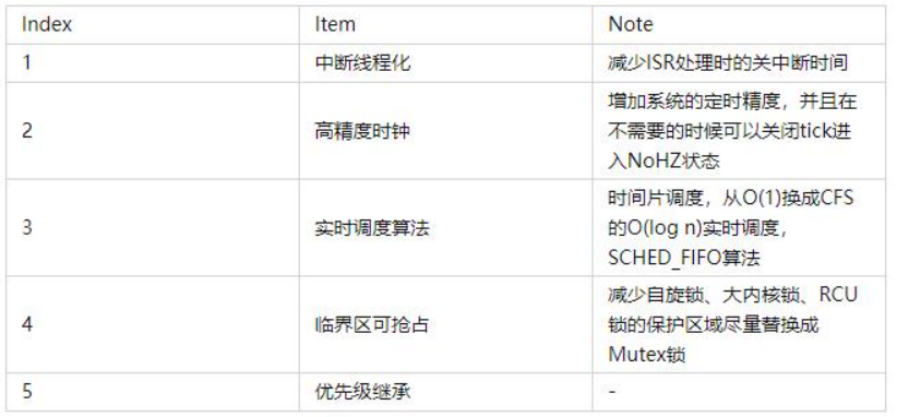 Index Item Note
1 中断线程化 减少ISR处理时的关中断时间
2 高精度时钟 增加系统的定时精度，并且在
不需要的时候可以关闭tick进
入NoHZ状态
3 实时调度算法 时间片调度，从O(1)换成CFS
的O(log n)实时调度，
SCHED_FIFO算法
4 临界区可抢占 减少自旋锁、大内核锁、RCU
锁的保护区域尽量替换成
Mutex锁
5 优先级继承 -